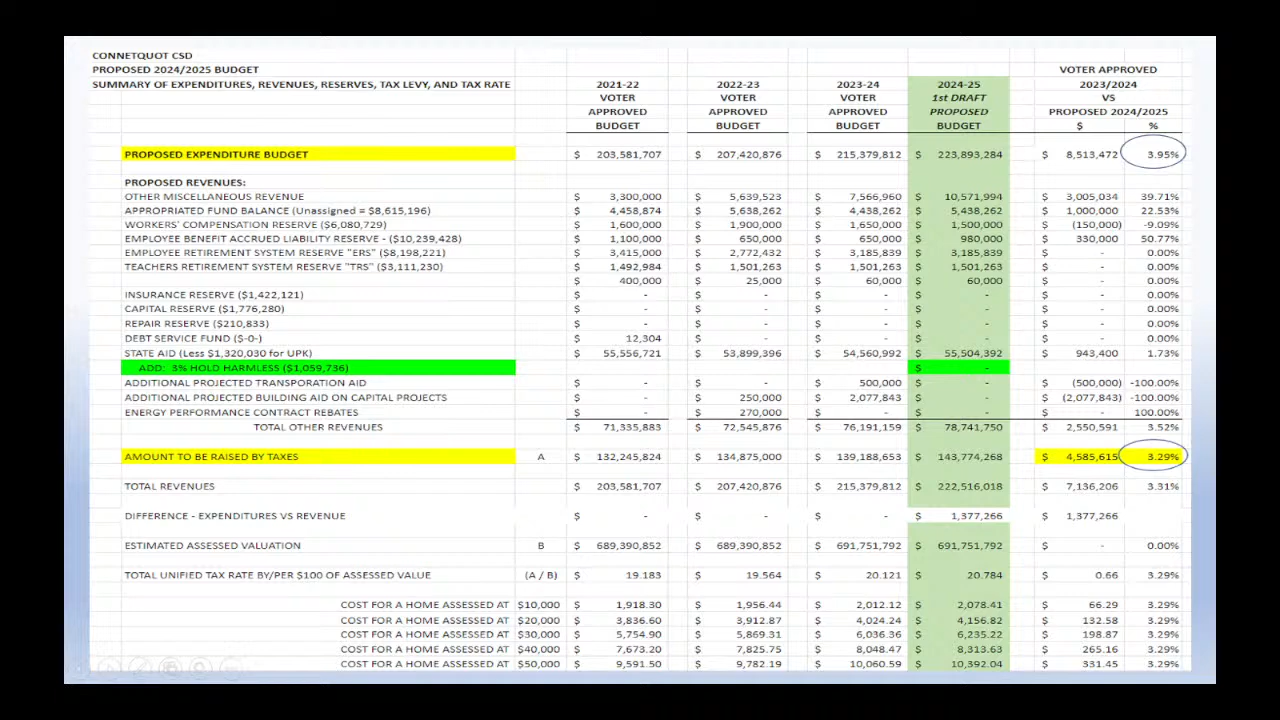 CONNETQUOT CSD
PROPOSED 2024/2025 BUDGET VOTER APPROVED
SUMMARY OF EXPENDITURES, REVENUES, RESERVES, TAX LEVY, AND TAX RATE 2021-22 2022-23 2023-24 2024-25 2023/2024
VOTER VOTER VOTER 1st DRAFT VS
APPROVED APPROVED APPROVED PROPOSED PROPOSED 2024/2025
BUDGET BUDGET BUDGET BUDGET $ %
PROPOSED EXPENDITURE BUDGET $ 203,581,707 $ 207,420,876 $ 215,379,812 $ 223,893,284 $ 8,513,472 3.95%
PROPOSED REVENUES:
OTHER MISCELLANEOUS REVENUE $ 3,300,000 $ 5,639,523 $ 7,566,960 $ 10,571,994 $ 3,005,034 39.71%
APPROPRIATED FUND BALANCE (Unassigned = $8,615,196) $ 4,458,874 $ 5,638,262 $ 4,438,262 $ 5,438,262 $ 1,000,000 22.53%
WORKERS' COMPENSATION RESERVE ($6,080,729) $ 1,600,000 $ 1,900,000 $ 1,650,000 $ 1,500,000 $ (150,000) -9.09%
EMPLOYEE BENEFIT ACCRUED LIABILITY RESERVE - ($10,239,428) $ 1,100,000 $ 650,000 $ 650,000 $ 980,000 $ 330,000 50.77%
EMPLOYEE RETIREMENT SYSTEM RESERVE "ERS" ($8,198,221) $ 3,415,000 $ 2,772,432 $ 3,185,839 $ 3,185,839 $ - 0.00%
TEACHERS RETIREMENT SYSTEM RESERVE "TRS" ($3,111,230) $ 1,492,984 $ 1,501,263 $ 1,501,263 $ 1,501,263 $ - 0.00%
$ 400,000 $ 25,000 $ 60,000 $ 60,000 $ - 0.00%
INSURANCE RESERVE ($1,422,121) $ - $ - $ - $ - $ - 0.00%
CAPITAL RESERVE ($1,776,280) $ - $ - $ - $ - $ - 0.00%
REPAIR RESERVE ($210,833) $ - $ - $ - $ - $ - 0.00%
DEBT SERVICE FUND ($-0-) $ 12,304 $ - $ - $ - $ - 0.00%
STATE AID (Less $1,320,030 for UPK) $ 55,556,721 $ 53,899,396 $ 54,560,992 $ 55,504,392 $ 943,400 1.73%
ADD: 3% HOLD HARMLESS ($1,059,736) $ -
ADDITIONAL PROJECTED TRANSPORATION AID $ - $ - $ 500,000 $ - $ (500,000) -100.00%
ADDITIONAL PROJECTED BUILDING AID ON CAPITAL PROJECTS $ - $ 250,000 $ 2,077,843 $ - $ (2,077,843) -100.00%
ENERGY PERFORMANCE CONTRACT REBATES $ - $ 270,000 $ - $ - $ - 100.00%
TOTAL OTHER REVENUES $ 71,335,883 $ 72,545,876 $ 76,191,159 $ 78,741,750 $ 2,550,591 3.52%
AMOUNT TO BE RAISED BY TAXES A $ 132,245,824 $ 134,875,000 $ 139,188,653 $ 143,774,268 $ 4,585,615 3.29%
TOTAL REVENUES $ 203,581,707 $ 207,420,876 $ 215,379,812 $ 222,516,018 $ 7,136,206 3.31%
DIFFERENCE - EXPENDITURES VS REVENUE $ - $ - $ - $ 1,377,266 $ 1,377,266
ESTIMATED ASSESSED VALUATION B $ 689,390,852 $ 689,390,852 $ 691,751,792 $ 691,751,792 $ - 0.00%
TOTAL UNIFIED TAX RATE BY/PER $100 OF ASSESSED VALUE (A / B) $ 19.183 $ 19.564 $ 20.121 $ 20.784 $ 0.66 3.29%
COST FOR A HOME ASSESSED AT $10,000 $ 1,918.30 $ 1,956.44 $ 2,012.12 $ 2,078.41 $ 66.29 3.29%
COST FOR A HOME ASSESSED AT $20,000 $ 3,836.60 $ 3,912.87 $ 4,024.24 $ 4,156.82 $ 132.58 3.29%
COST FOR A HOME ASSESSED AT $30,000 $ 5,754.90 $ 5,869.31 $ 6,036.36 $ 6,235.22 $ 198.87 3.29%
COST FOR A HOME ASSESSED AT $40,000 $ 7,673.20 $ 7,825.75 $ 8,048.47 $ 8,313.63 $ 265.16 3.29%
COST FOR A HOME ASSESSED AT $50,000 $ 9,591.50 $ 9,782.19 $ 10,060.59 $ 10,392.04 $ 331.45 3.29%